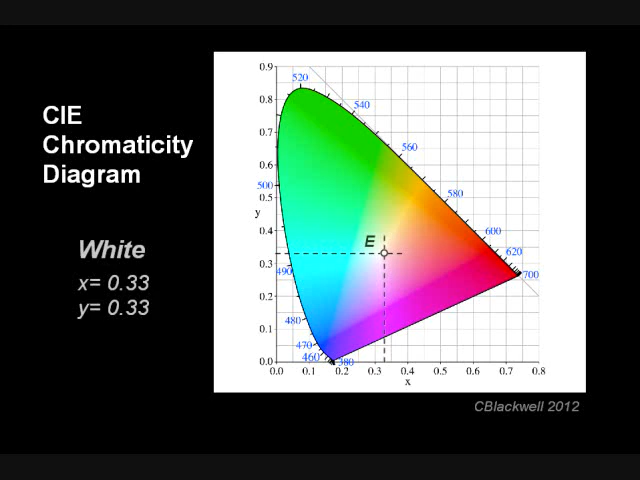 CIE
Chromaticity
Diagram
White
x= 0.33
y= 0.33
0.9
0.8
0.7
0.6
0.5
0.4
0.3
0.2
0.1
0.0
y
0.0 0.1 0.2 0.3 0.4 0.5 0.6 0.7 0.8
x
520
540
560
580
600
620
700
500
490
480
470
460
380
E
CBlackwell 2012